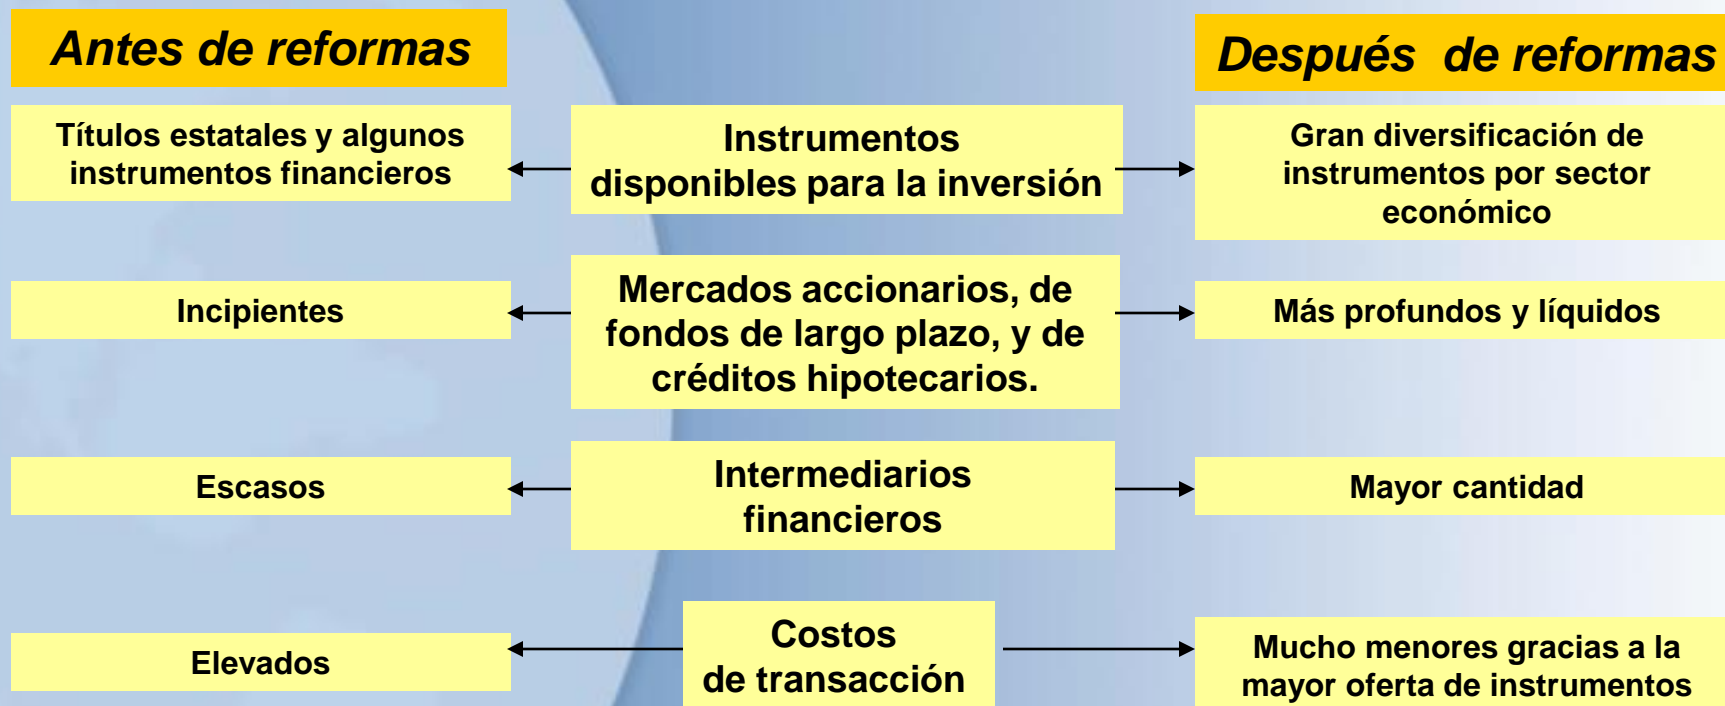 Antes de reformas
Después de reformas
Títulos estatales y algunos
instrumentos financieros
Instrumentos
disponibles para la inversión
Gran diversificación de
instrumentos por sector
económico
Incipientes
Mercados accionarios, de
fondos de largo plazo, y de
créditos hipotecarios.
Más profundos y líquidos
Escasos
Intermediarios
financieros
Mayor cantidad
Elevados
Costos
de transacción
Mucho menores gracias a la
mayor oferta de instrumentos